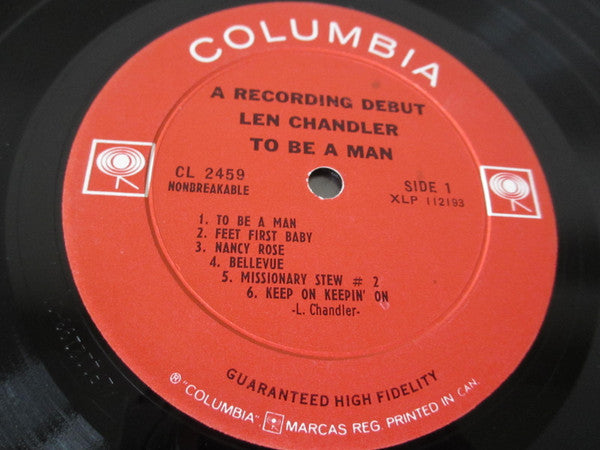 COLUMBIA
A RECORDING DEBUT
LEN CHANDLER
TO BE A MAN
CL 2459
NONBREAKABLE
SIDE 1
XLP 112193
1. TO BE A MAN
2. FEET FIRST BABY
3. NANCY ROSE
4. BELLEVUE
5. MISSIONARY STEW # 2
6. KEEP ON KEEPIN' ON
-L. Chandler-
GUARANTEED HIGH FIDELITY
® "COLUMBIA" MARCAS REG. PRINTED IN CAN.